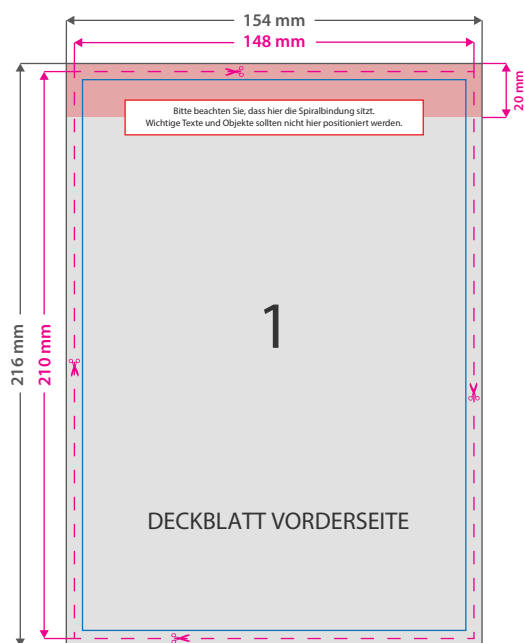 154 mm
148 mm
20 mm
Bitte beachten Sie, dass hier die Spiralbindung sitzt.
Wichtige Texte und Objekte sollten nicht hier positioniert werden.
216 mm
210 mm
1
DECKBLATT VORDERSEITE